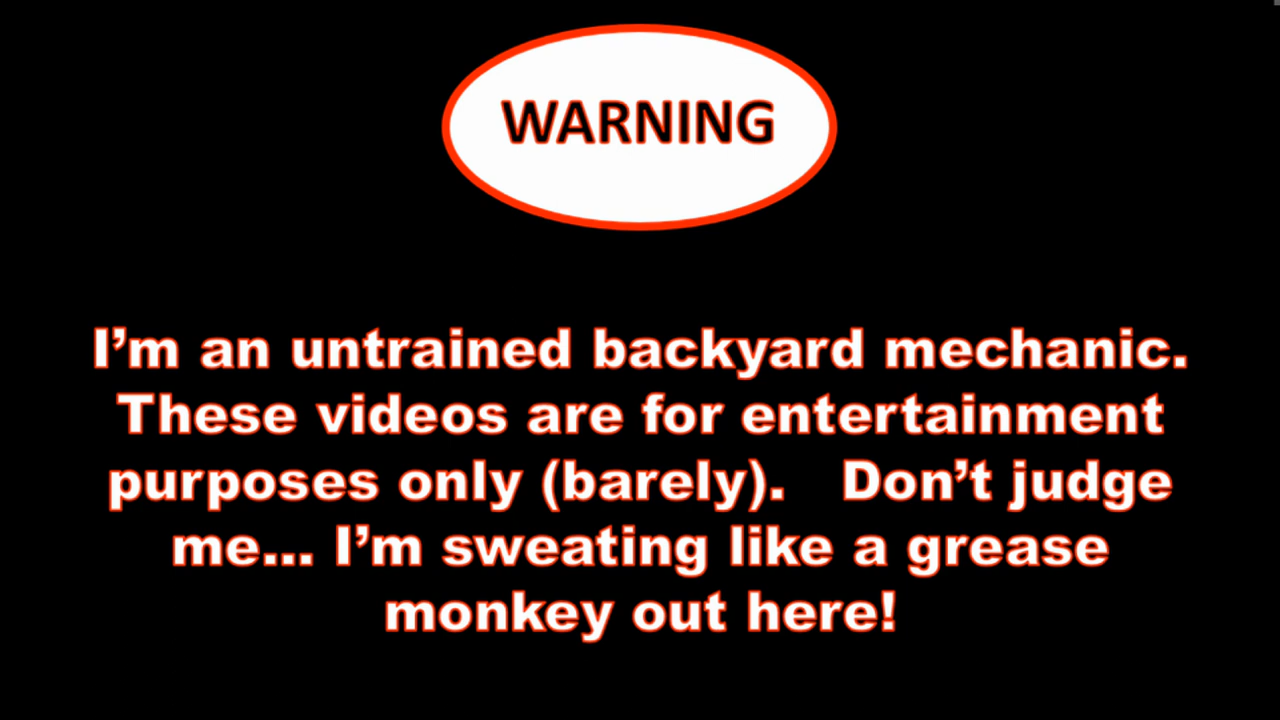 WARNING
I’m an untrained backyard mechanic.
These videos are for entertainment
purposes only (barely).   Don’t judge
me... I’m sweating like a grease
monkey out here!